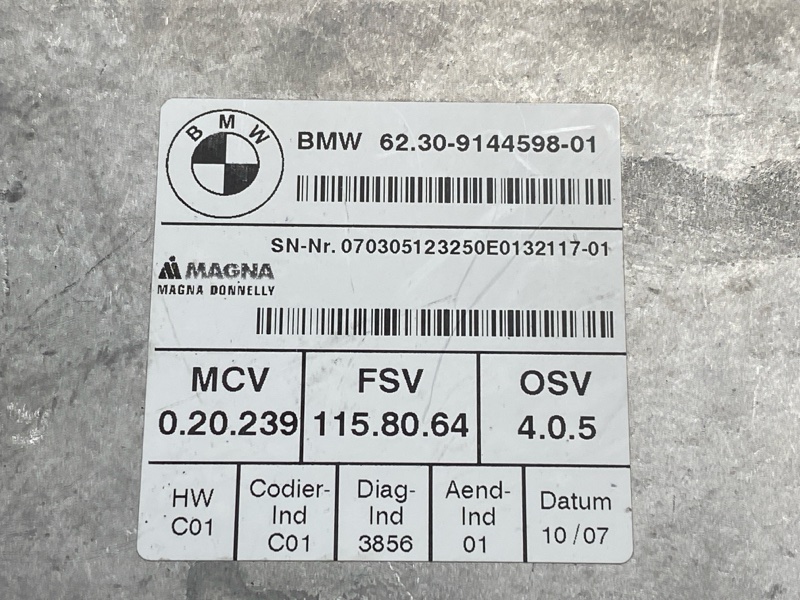 BMW
BMW 62.30-9144598-01
SN-Nr. 070305123250E0132117-01
MAGNA
MAGNA DONNELLY
MCV FSV OSV
0.20.239 115.80.64 4.0.5
HW Codier- Diag- Aend- Datum
C01 Ind Ind Ind 10/07
C01 3856 01